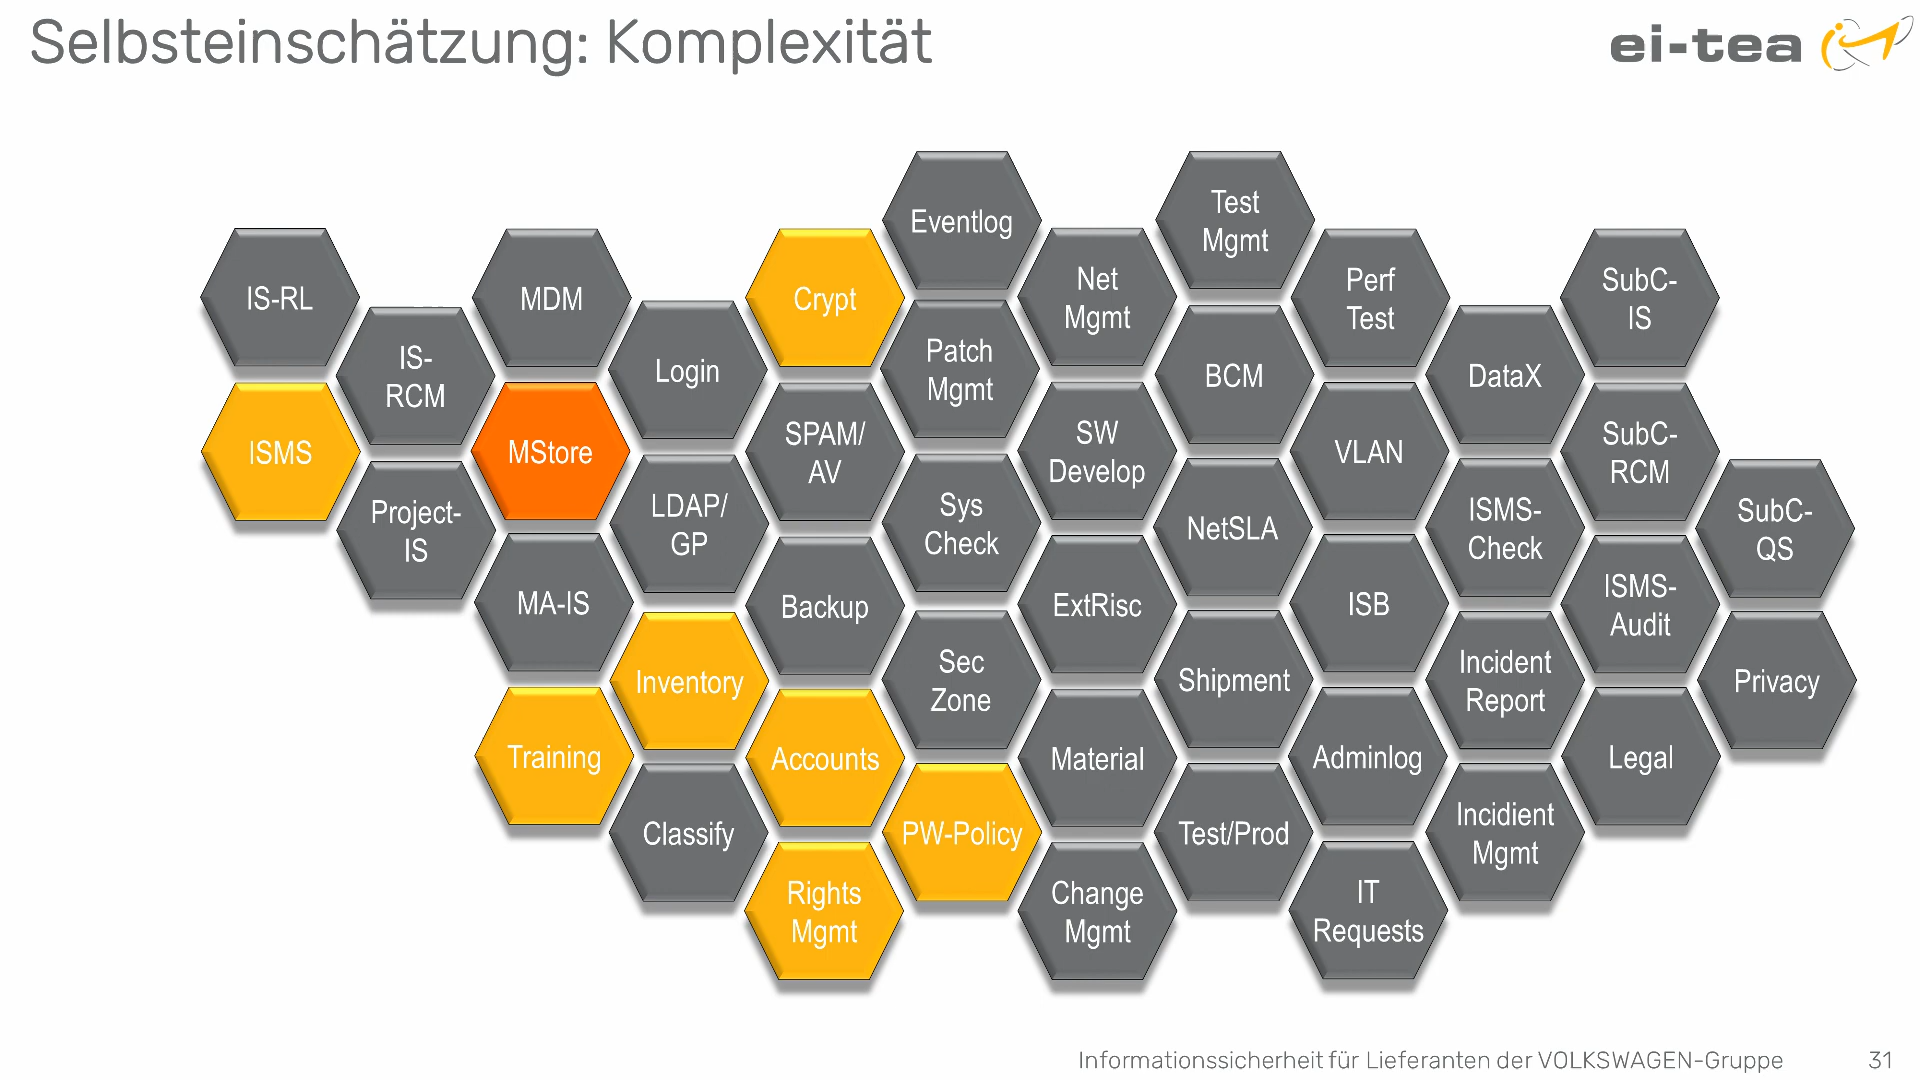 Selbsteinschätzung: Komplexität
ei-tea
IS-RL
ISMS
IS-
RCM
Project-
IS
MDM
MStore
MA-IS
Training
Login
LDAP/
GP
Inventory
Classify
Crypt
SPAM/
AV
Backup
Accounts
Rights
Mgmt
Eventlog
Patch
Mgmt
Sys
Check
Sec
Zone
PW-Policy
Net
Mgmt
SW
Develop
ExtRisc
Material
Change
Mgmt
Test
Mgmt
BCM
NetSLA
Shipment
Test/Prod
Perf
Test
VLAN
ISB
Adminlog
IT
Requests
DataX
ISMS-
Check
Incident
Report
Incidient
Mgmt
SubC-
IS
SubC-
RCM
ISMS-
Audit
Legal
SubC-
QS
Privacy
Informationssicherheit für Lieferanten der VOLKSWAGEN-Gruppe
31